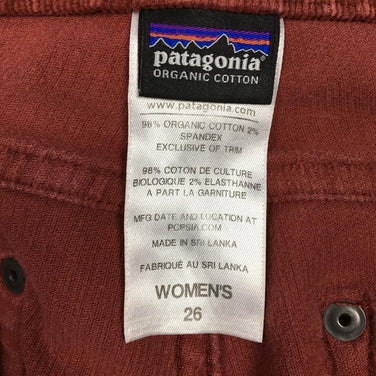 patagonia®
ORGANIC COTTON
www.patagonia.com
98% ORGANIC COTTON 2%
SPANDEX
EXCLUSIVE OF TRIM
98% COTON DE CULTURE
BIOLOGIQUE 2% ELASTHANNE
A PART LA GARNITURE
MFG DATE AND LOCATION AT
PCPSIA.COM
MADE IN SRI LANKA
FABRIQUÉ AU SRI LANKA
WOMEN'S
26